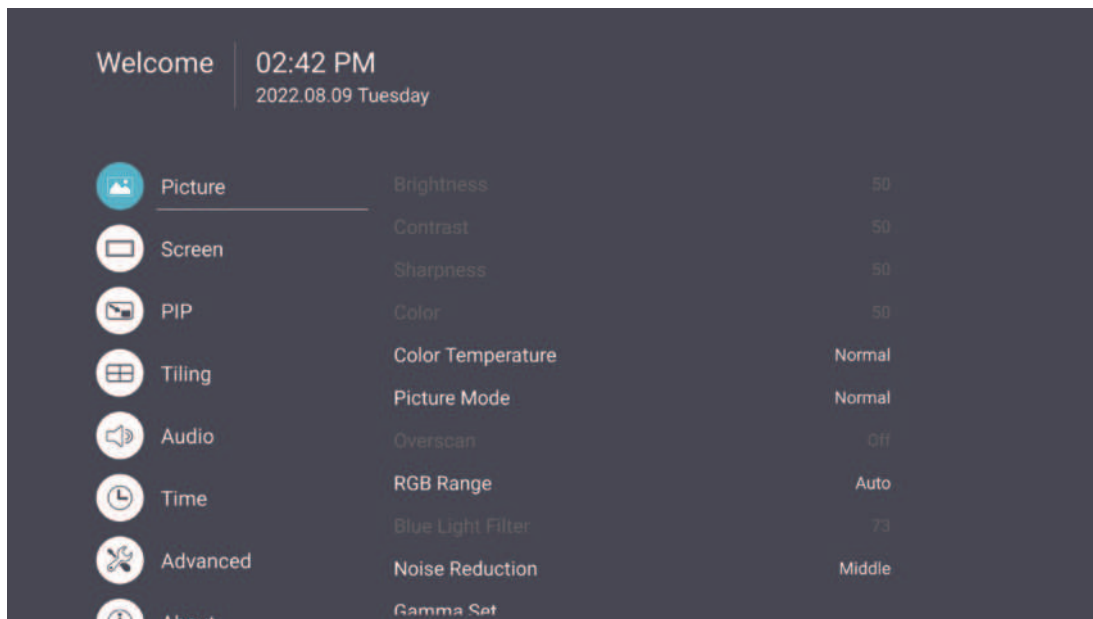 Welcome
02:42 PM
2022.08.09 Tuesday
Picture
Screen
PIP
Tiling
Audio
Time
Advanced
Brightness 50
Contrast 50
Sharpness 50
Color 50
Color Temperature Normal
Picture Mode Normal
Overscan Off
RGB Range Auto
Blue Light Filter 73
Noise Reduction Middle
Gamma Set